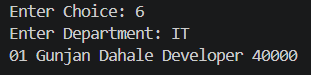 Enter Choice: 6
Enter Department: IT
01 Gunjan Dahale Developer 40000